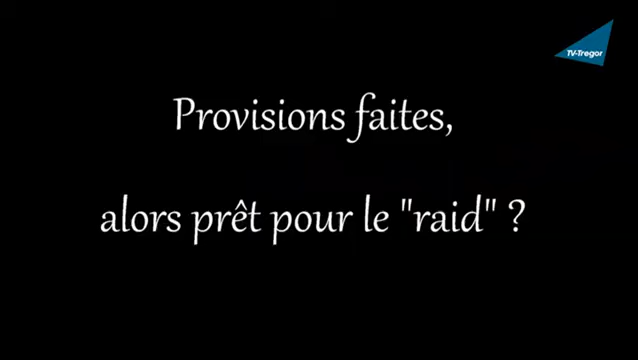 TV-Tregor
Provisions faites,
alors prêt pour le "raid" ?